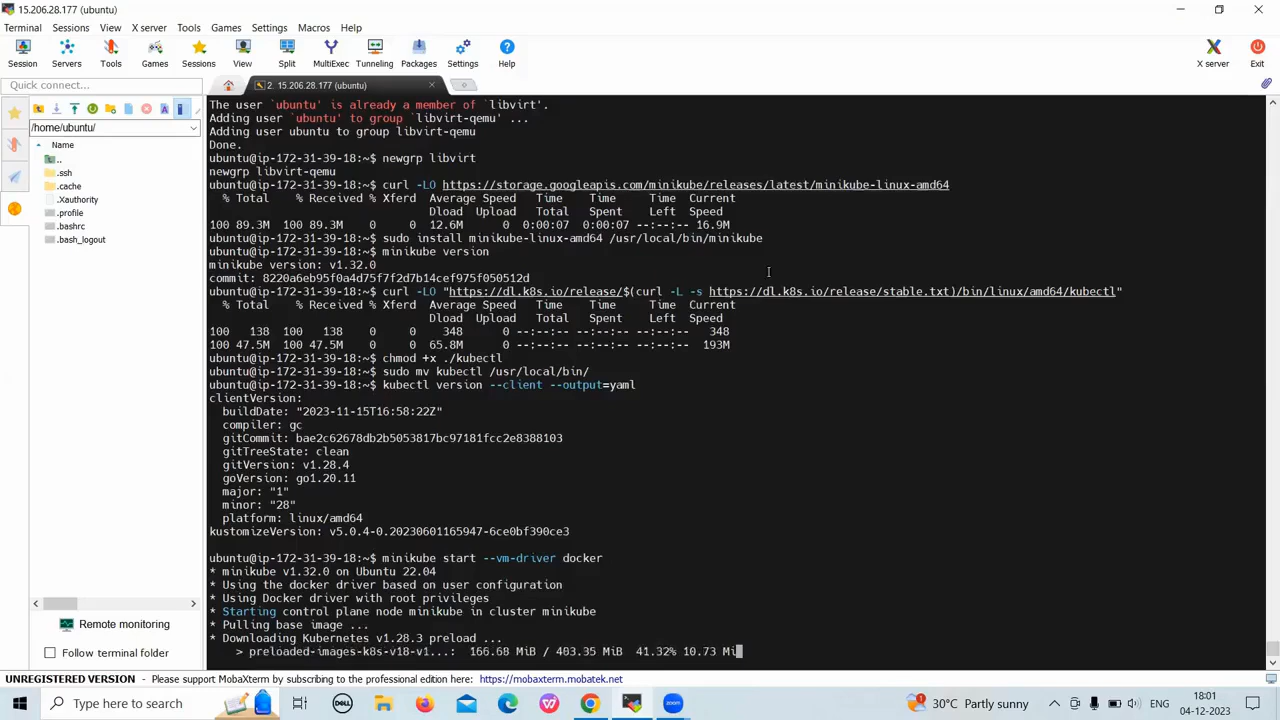 15.206.28.177 (ubuntu)
Terminal Sessions View X server Tools Games Settings Macros Help
Session Servers Tools Games Sessions View Split MultiExec Tunneling Packages Settings Help X server Exit
Quick connect...
2. 15.206.28.177 (ubuntu)
/home/ubuntu/
Name
..
.ssh
.cache
.Xauthority
.profile
.bashrc
.bash_logout
Remote monitoring
Follow terminal folder
The user `ubuntu' is already a member of `libvirt'.
Adding user `ubuntu' to group `libvirt-qemu' ...
Adding user ubuntu to group libvirt-qemu
Done.
ubuntu@ip-172-31-39-18:~$ newgrp libvirt
newgrp libvirt-qemu
ubuntu@ip-172-31-39-18:~$ curl -LO https://storage.googleapis.com/minikube/releases/latest/minikube-linux-amd64
% Total % Received % Xferd Average Speed Time Time Time Current
Dload Upload Total Spent Left Speed
100 89.3M 100 89.3M 0 0 12.6M 0 0:00:07 0:00:07 --:--:-- 16.9M
ubuntu@ip-172-31-39-18:~$ sudo install minikube-linux-amd64 /usr/local/bin/minikube
ubuntu@ip-172-31-39-18:~$ minikube version
minikube version: v1.32.0
commit: 8220a6eb95f0a4d75f7f2d7b14cef975f050512d
ubuntu@ip-172-31-39-18:~$ curl -LO "https://dl.k8s.io/release/$(curl -L -s https://dl.k8s.io/release/stable.txt)/bin/linux/amd64/kubectl"
% Total % Received % Xferd Average Speed Time Time Time Current
Dload Upload Total Spent Left Speed
100 138 100 138 0 0 348 0 --:--:-- --:--:-- --:--:-- 348
100 47.5M 100 47.5M 0 0 65.8M 0 --:--:-- --:--:-- --:--:-- 193M
ubuntu@ip-172-31-39-18:~$ chmod +x ./kubectl
ubuntu@ip-172-31-39-18:~$ sudo mv kubectl /usr/local/bin/
ubuntu@ip-172-31-39-18:~$ kubectl version --client --output=yaml
clientVersion:
buildDate: "2023-11-15T16:58:22Z"
compiler: gc
gitCommit: bae2c62678db2b5053817bc97181fcc2e8388103
gitTreeState: clean
gitVersion: v1.28.4
goVersion: go1.20.11
major: "1"
minor: "28"
platform: linux/amd64
kustomizeVersion: v5.0.4-0.20230601165947-6ce0bf390ce3
ubuntu@ip-172-31-39-18:~$ minikube start --vm-driver docker
* minikube v1.32.0 on Ubuntu 22.04
* Using the docker driver based on user configuration
* Using Docker driver with root privileges
* Starting control plane node minikube in cluster minikube
* Pulling base image ...
* Downloading Kubernetes v1.28.3 preload ...
> preloaded-images-k8s-v18-v1...: 166.68 MiB / 403.35 MiB 41.32% 10.73 Mi
UNREGISTERED VERSION - Please support MobaXterm by subscribing to the professional edition here: https://mobaxterm.mobatek.net
Type here to search
DELL
zoom
1
30°C Partly sunny
ENG
18:01
04-12-2023